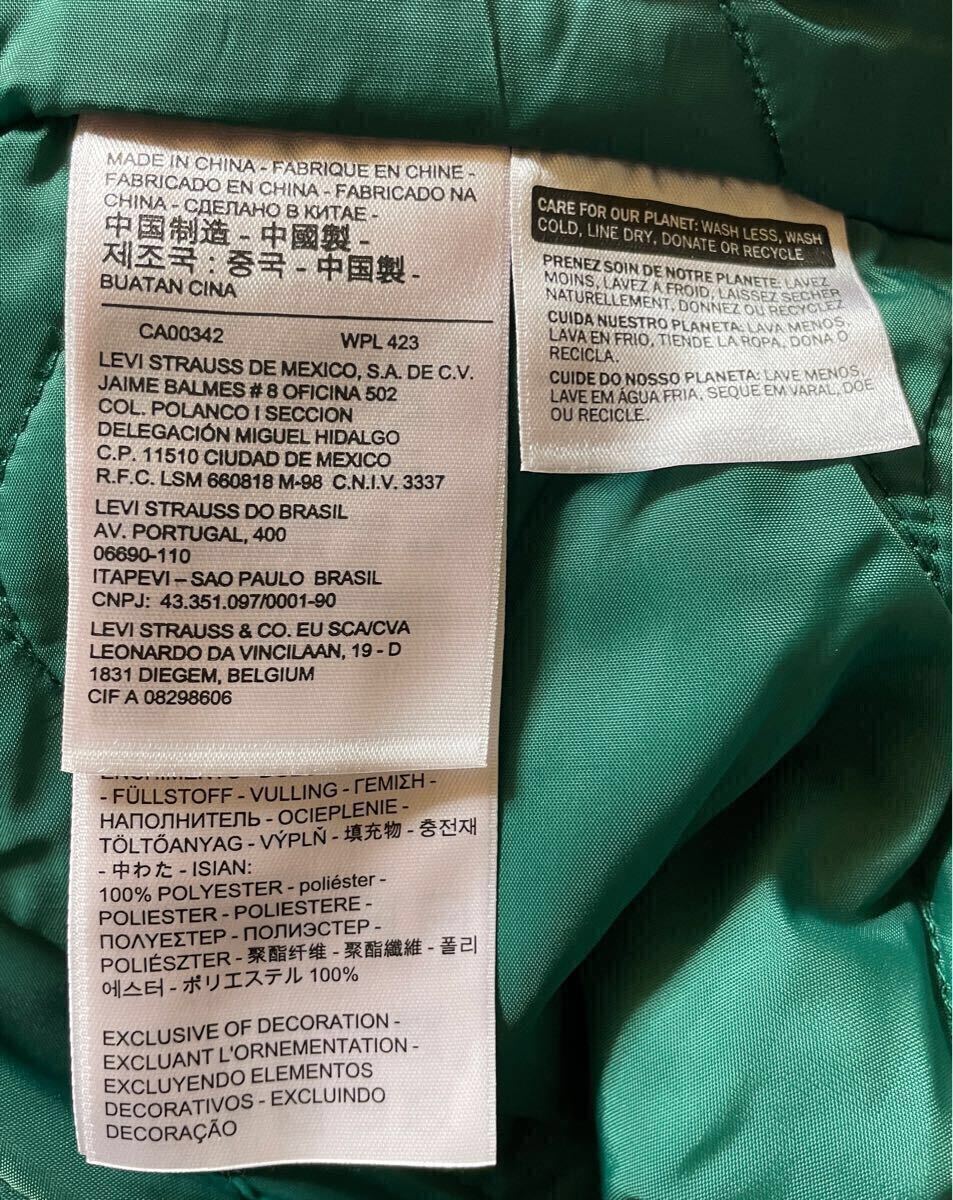 MADE IN CHINA - FABRIQUE EN CHINE -
FABRICADO EN CHINA - FABRICADO NA
CHINA - СДЕЛАНО В КИТАЕ -
中国制造 - 中國製 -
제조국 : 중국 - 中国製 -
BUATAN CINA
CA00342 WPL 423
LEVI STRAUSS DE MEXICO, S.A. DE C.V.
JAIME BALMES # 8 OFICINA 502
COL. POLANCO I SECCION
DELEGACIÓN MIGUEL HIDALGO
C.P. 11510 CIUDAD DE MEXICO
R.F.C. LSM 660818 M-98 C.N.I.V. 3337
LEVI STRAUSS DO BRASIL
AV. PORTUGAL, 400
06690-110
ITAPEVI – SAO PAULO BRASIL
CNPJ: 43.351.097/0001-90
LEVI STRAUSS & CO. EU SCA/CVA
LEONARDO DA VINCILAAN, 19 - D
1831 DIEGEM, BELGIUM
CIF A 08298606
- FÜLLSTOFF - VULLING - ΓΕΜΙΣΗ -
НАПОЛНИТЕЛЬ - OCIEPLENIE -
TÖLTŐANYAG - VÝPLŇ - 填充物 - 충전재
- 中わた - ISIAN:
100% POLYESTER - poliéster -
POLIESTER - POLIESTERE -
ΠΟΛΥΕΣΤΕΡ - ПОЛИЭСТЕР -
POLIÉSZTER - 聚酯纤维 - 聚酯纖維 - 폴리
에스터 - ポリエステル 100%
EXCLUSIVE OF DECORATION -
EXCLUANT L'ORNEMENTATION -
EXCLUYENDO ELEMENTOS
DECORATIVOS - EXCLUINDO
DECORAÇÃO
CARE FOR OUR PLANET: WASH LESS, WASH
COLD, LINE DRY, DONATE OR RECYCLE
PRENEZ SOIN DE NOTRE PLANETE: LAVEZ
MOINS, LAVEZ A FROID, LAISSEZ SECHER
NATURELLEMENT, DONNEZ OU RECYCLEZ
CUIDA NUESTRO PLANETA: LAVA MENOS,
LAVA EN FRIO, TIENDE LA ROPA, DONA O
RECICLA.
CUIDE DO NOSSO PLANETA: LAVE MENOS,
LAVE EM ÁGUA FRIA, SEQUE EM VARAL, DOE
OU RECICLE.